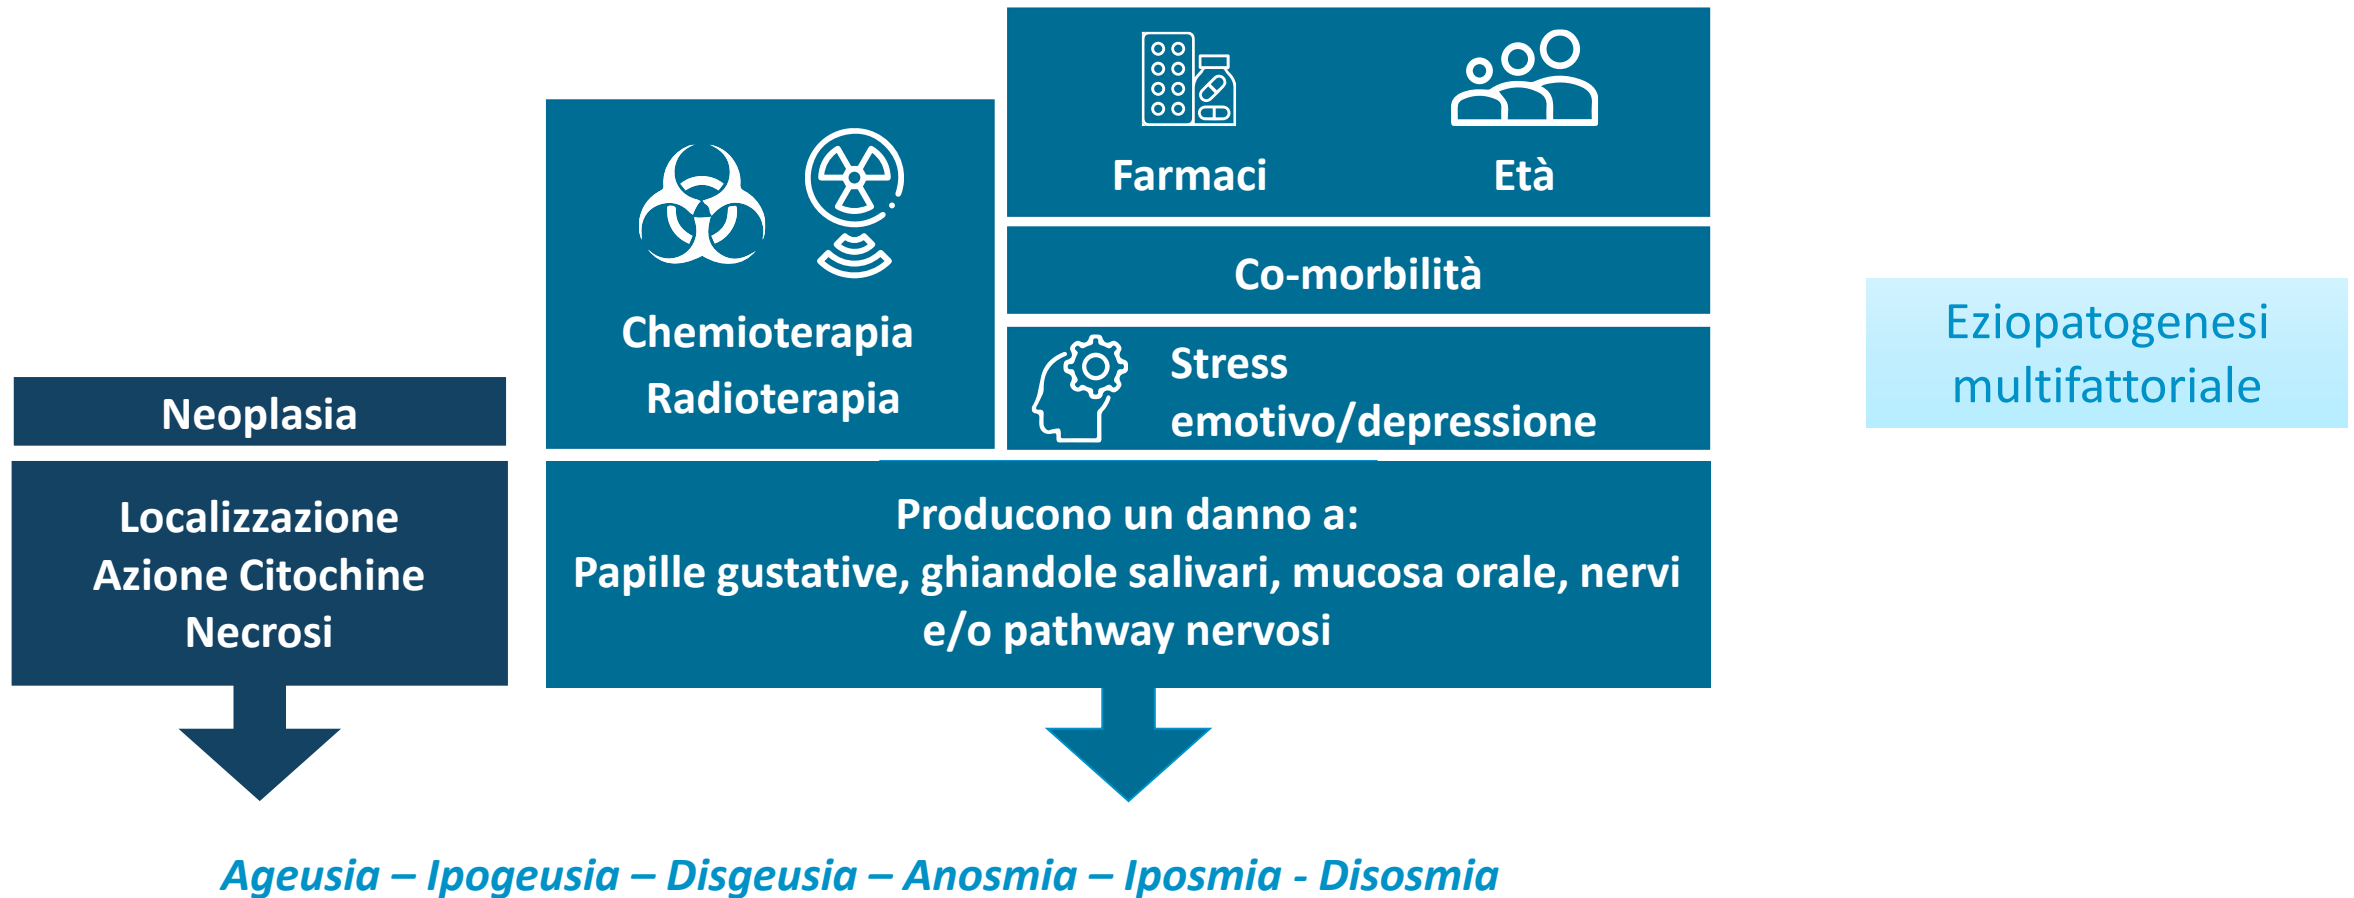 Farmaci
Età
Chemioterapia
Radioterapia
Co-morbilità
Stress
emotivo/depressione
Eziopatogenesi
multifattoriale
Neoplasia
Localizzazione
Azione Citochine
Necrosi
Producono un danno a:
Papille gustative, ghiandole salivari, mucosa orale, nervi
e/o pathway nervosi
Ageusia – Ipogeusia – Disgeusia – Anosmia – Iposmia - Disosmia